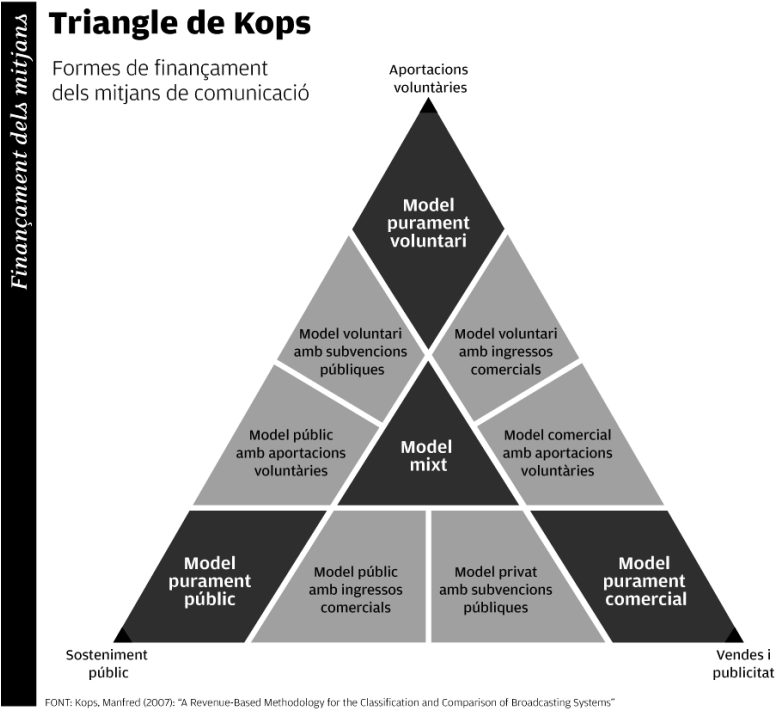 Finançament dels mitjans
Triangle de Kops
Formes de finançament
dels mitjans de comunicació
Aportacions
voluntàries
Model
purament
voluntari
Model voluntari
amb subvencions
públiques
Model voluntari
amb ingressos
comercials
Model públic
amb aportacions
voluntàries
Model
mixt
Model comercial
amb aportacions
voluntàries
Model
purament
públic
Model públic
amb ingressos
comercials
Model privat
amb subvencions
públiques
Model
purament
comercial
Sosteniment
públic
Vendes i
publicitat
FONT: Kops, Manfred (2007): “A Revenue-Based Methodology for the Classification and Comparison of Broadcasting Systems”